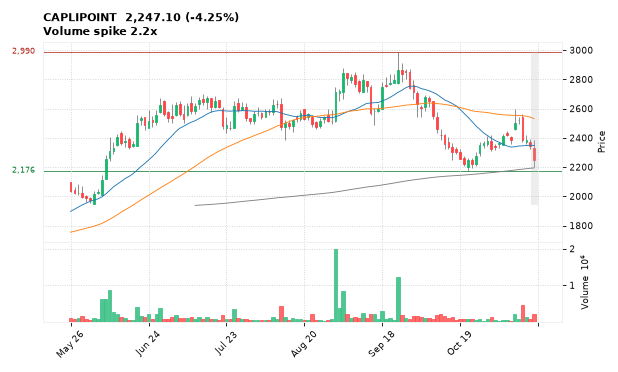 CAPLIPOINT 2,247.10 (-4.25%)
Volume spike 2.2x
2,990
2,176
3000
2800
2600
2400
2200
2000
1800
Price
2
1
Volume 10⁶
May 26
Jun 24
Jul 23
Aug 20
Sep 18
Oct 19